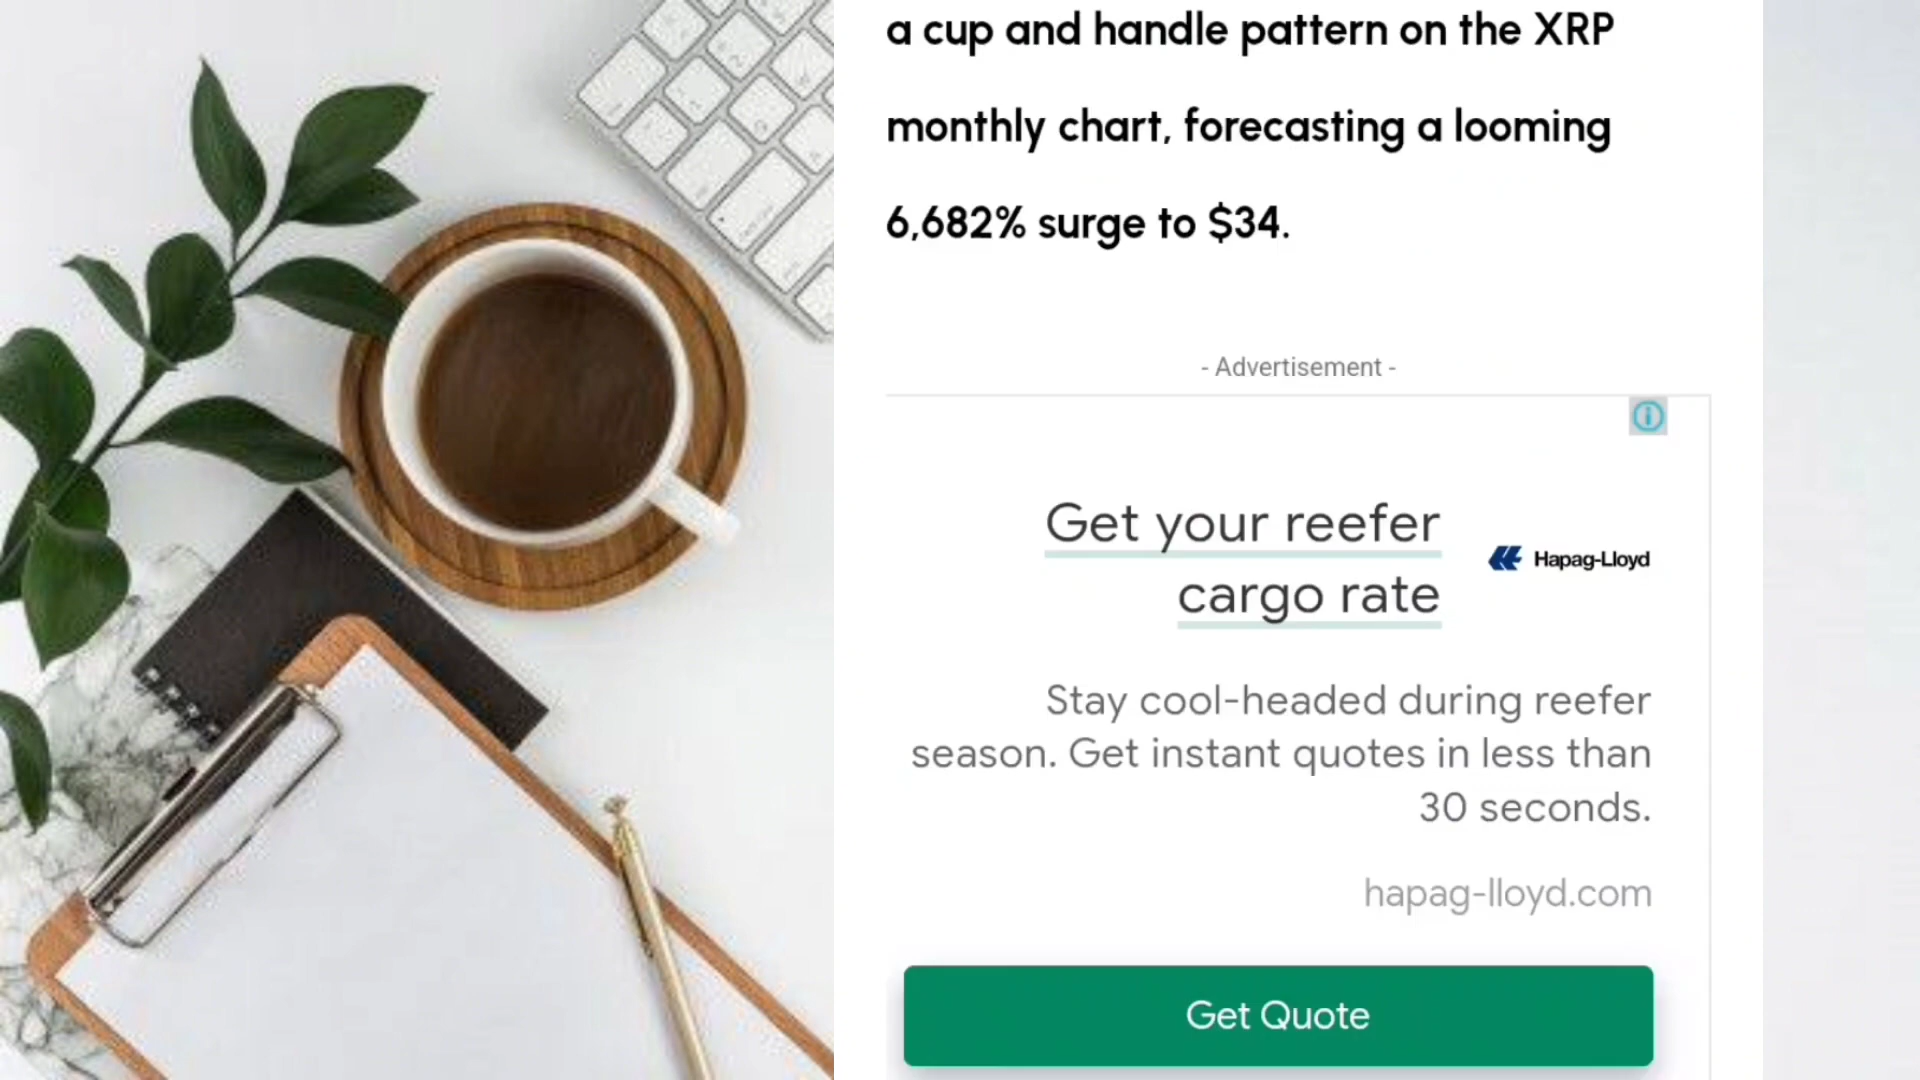 a cup and handle pattern on the XRP
monthly chart, forecasting a looming
6,682% surge to $34.
- Advertisement -
Get your reefer
cargo rate
Hapag-Lloyd
Stay cool-headed during reefer
season. Get instant quotes in less than
30 seconds.
hapag-lloyd.com
Get Quote